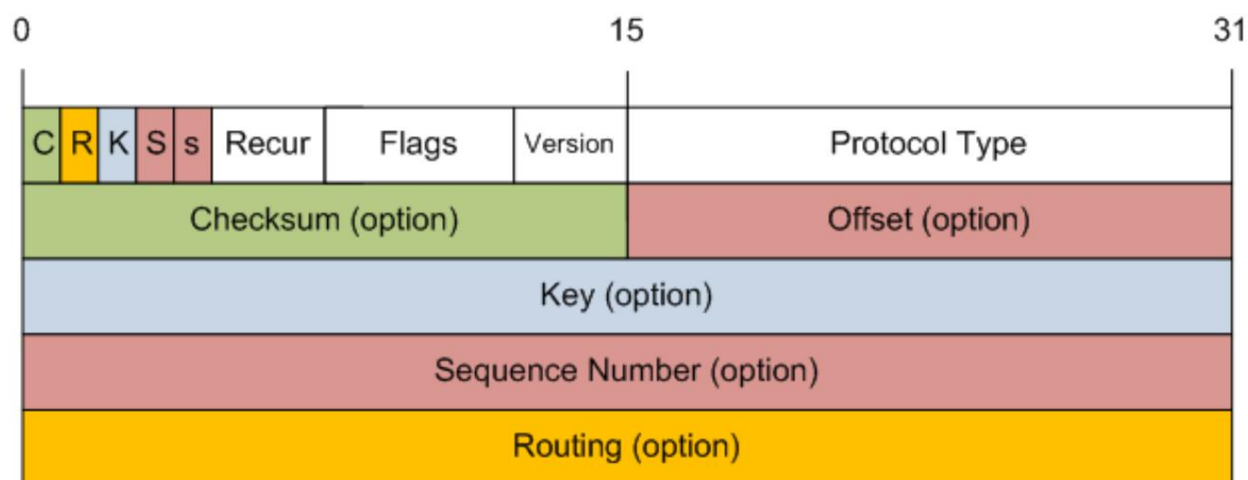 0 15 31
C R K S s Recur Flags Version Protocol Type
Checksum (option) Offset (option)
Key (option)
Sequence Number (option)
Routing (option)